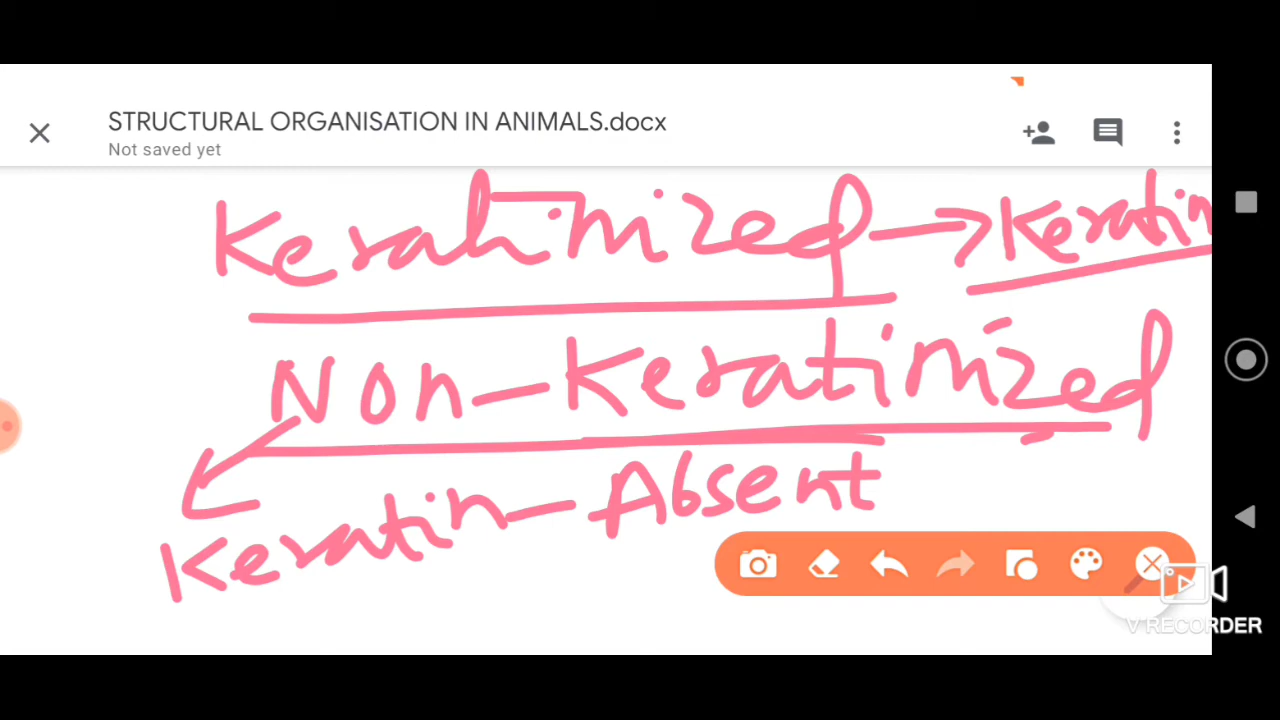 STRUCTURAL ORGANISATION IN ANIMALS.docx
Not saved yet
Keratinized → Keratin
Non-Keratinized
Keratin-Absent
V RECORDER